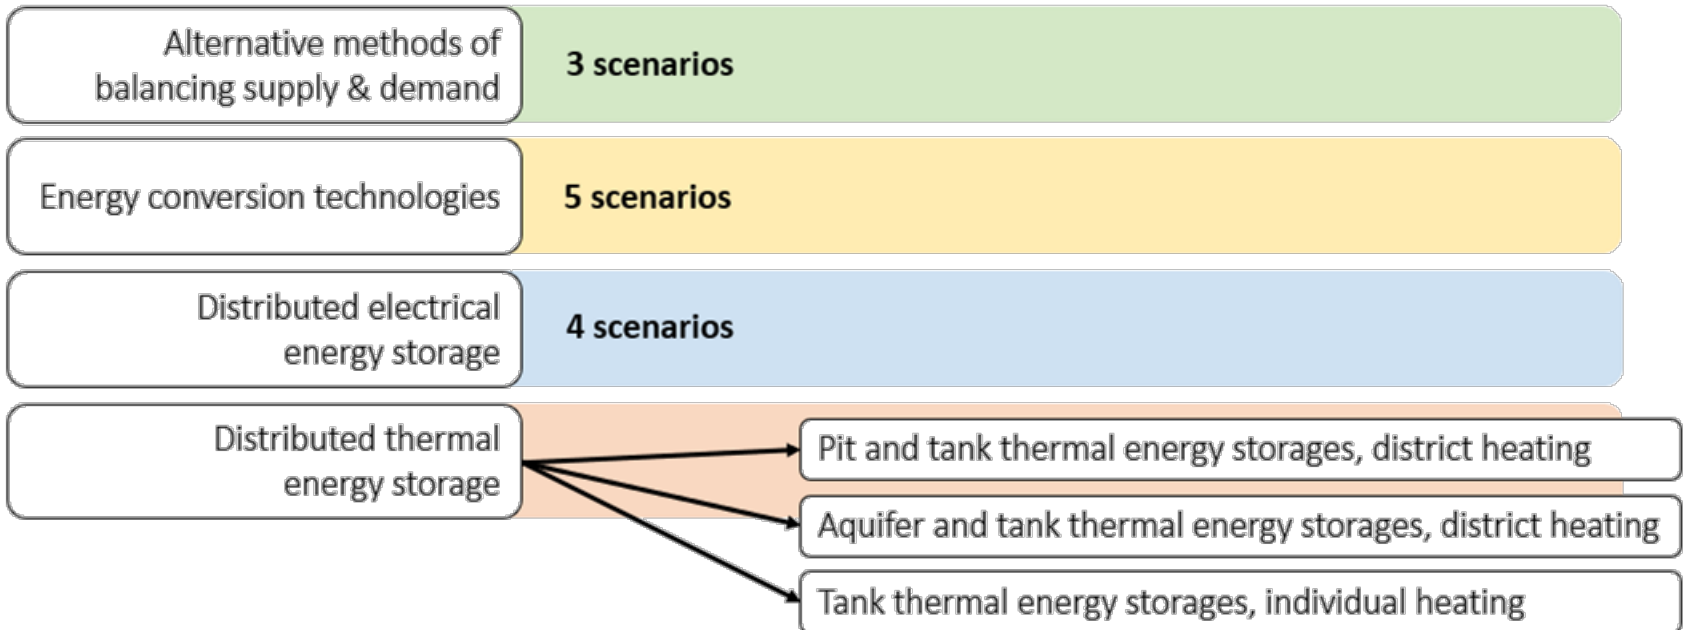 Alternative methods of
balancing supply & demand
3 scenarios
Energy conversion technologies
5 scenarios
Distributed electrical
energy storage
4 scenarios
Distributed thermal
energy storage
Pit and tank thermal energy storages, district heating
Aquifer and tank thermal energy storages, district heating
Tank thermal energy storages, individual heating